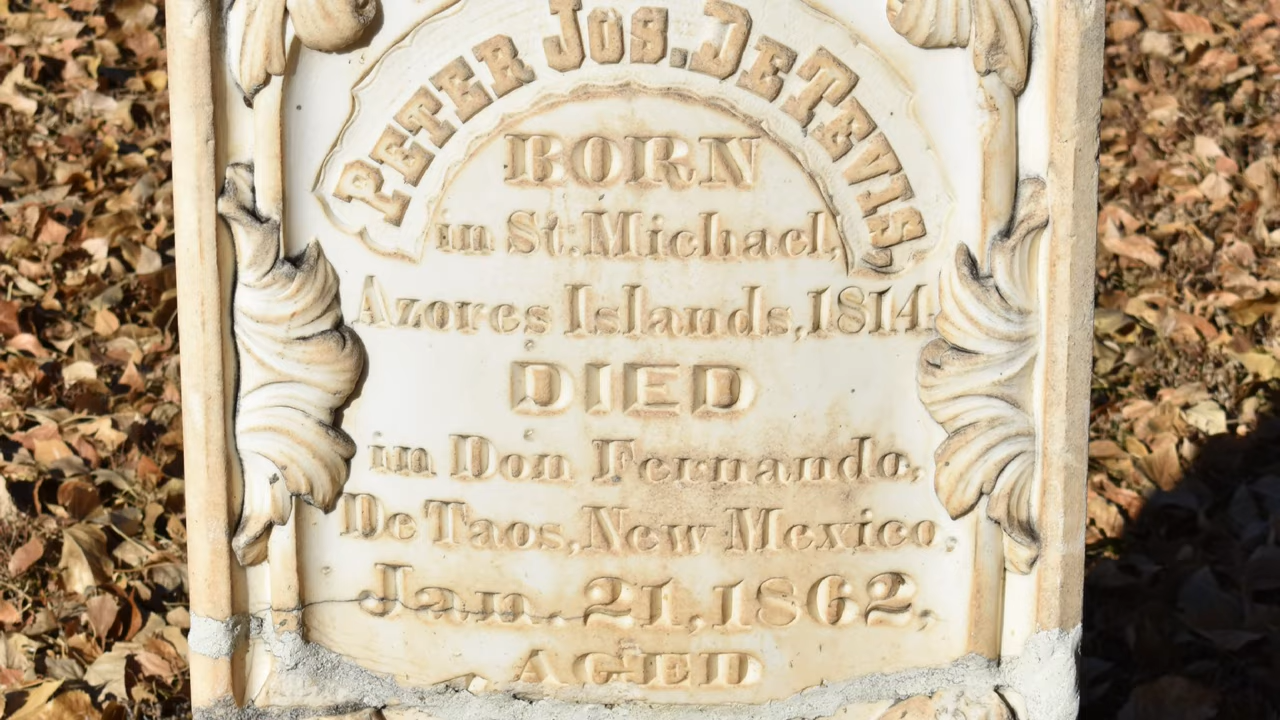 PETER JOS. DETEVIS,
BORN
in St. Michael,
Azores Islands, 1814
DIED
in Don Fernando,
De Taos, New Mexico,
Jan. 21, 1862,
AGED